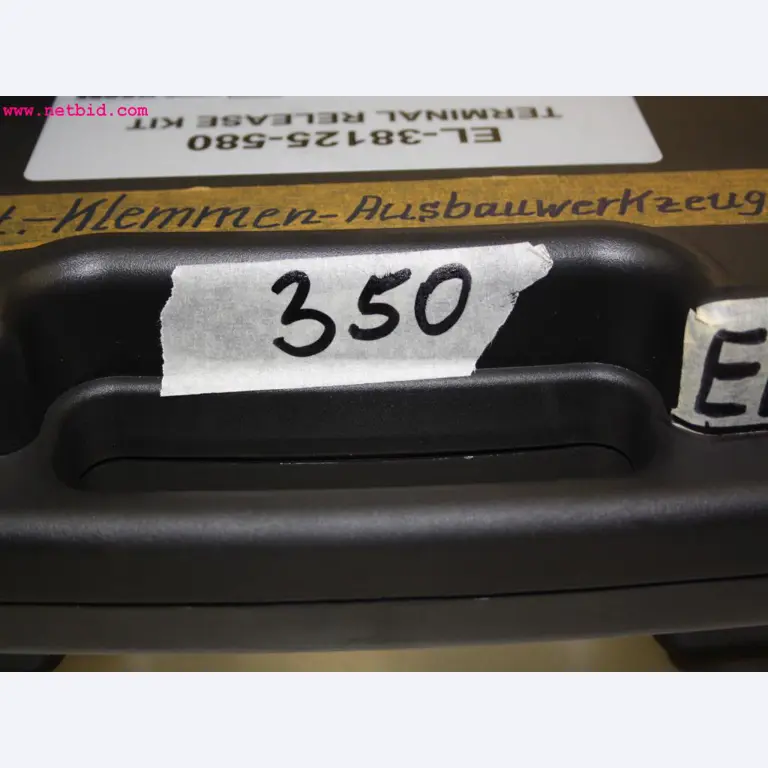 www.netbid.com
EL-38125-580
TERMINAL RELEASE KIT
t.-Klemmen-Ausbauwerkzeug
350
E